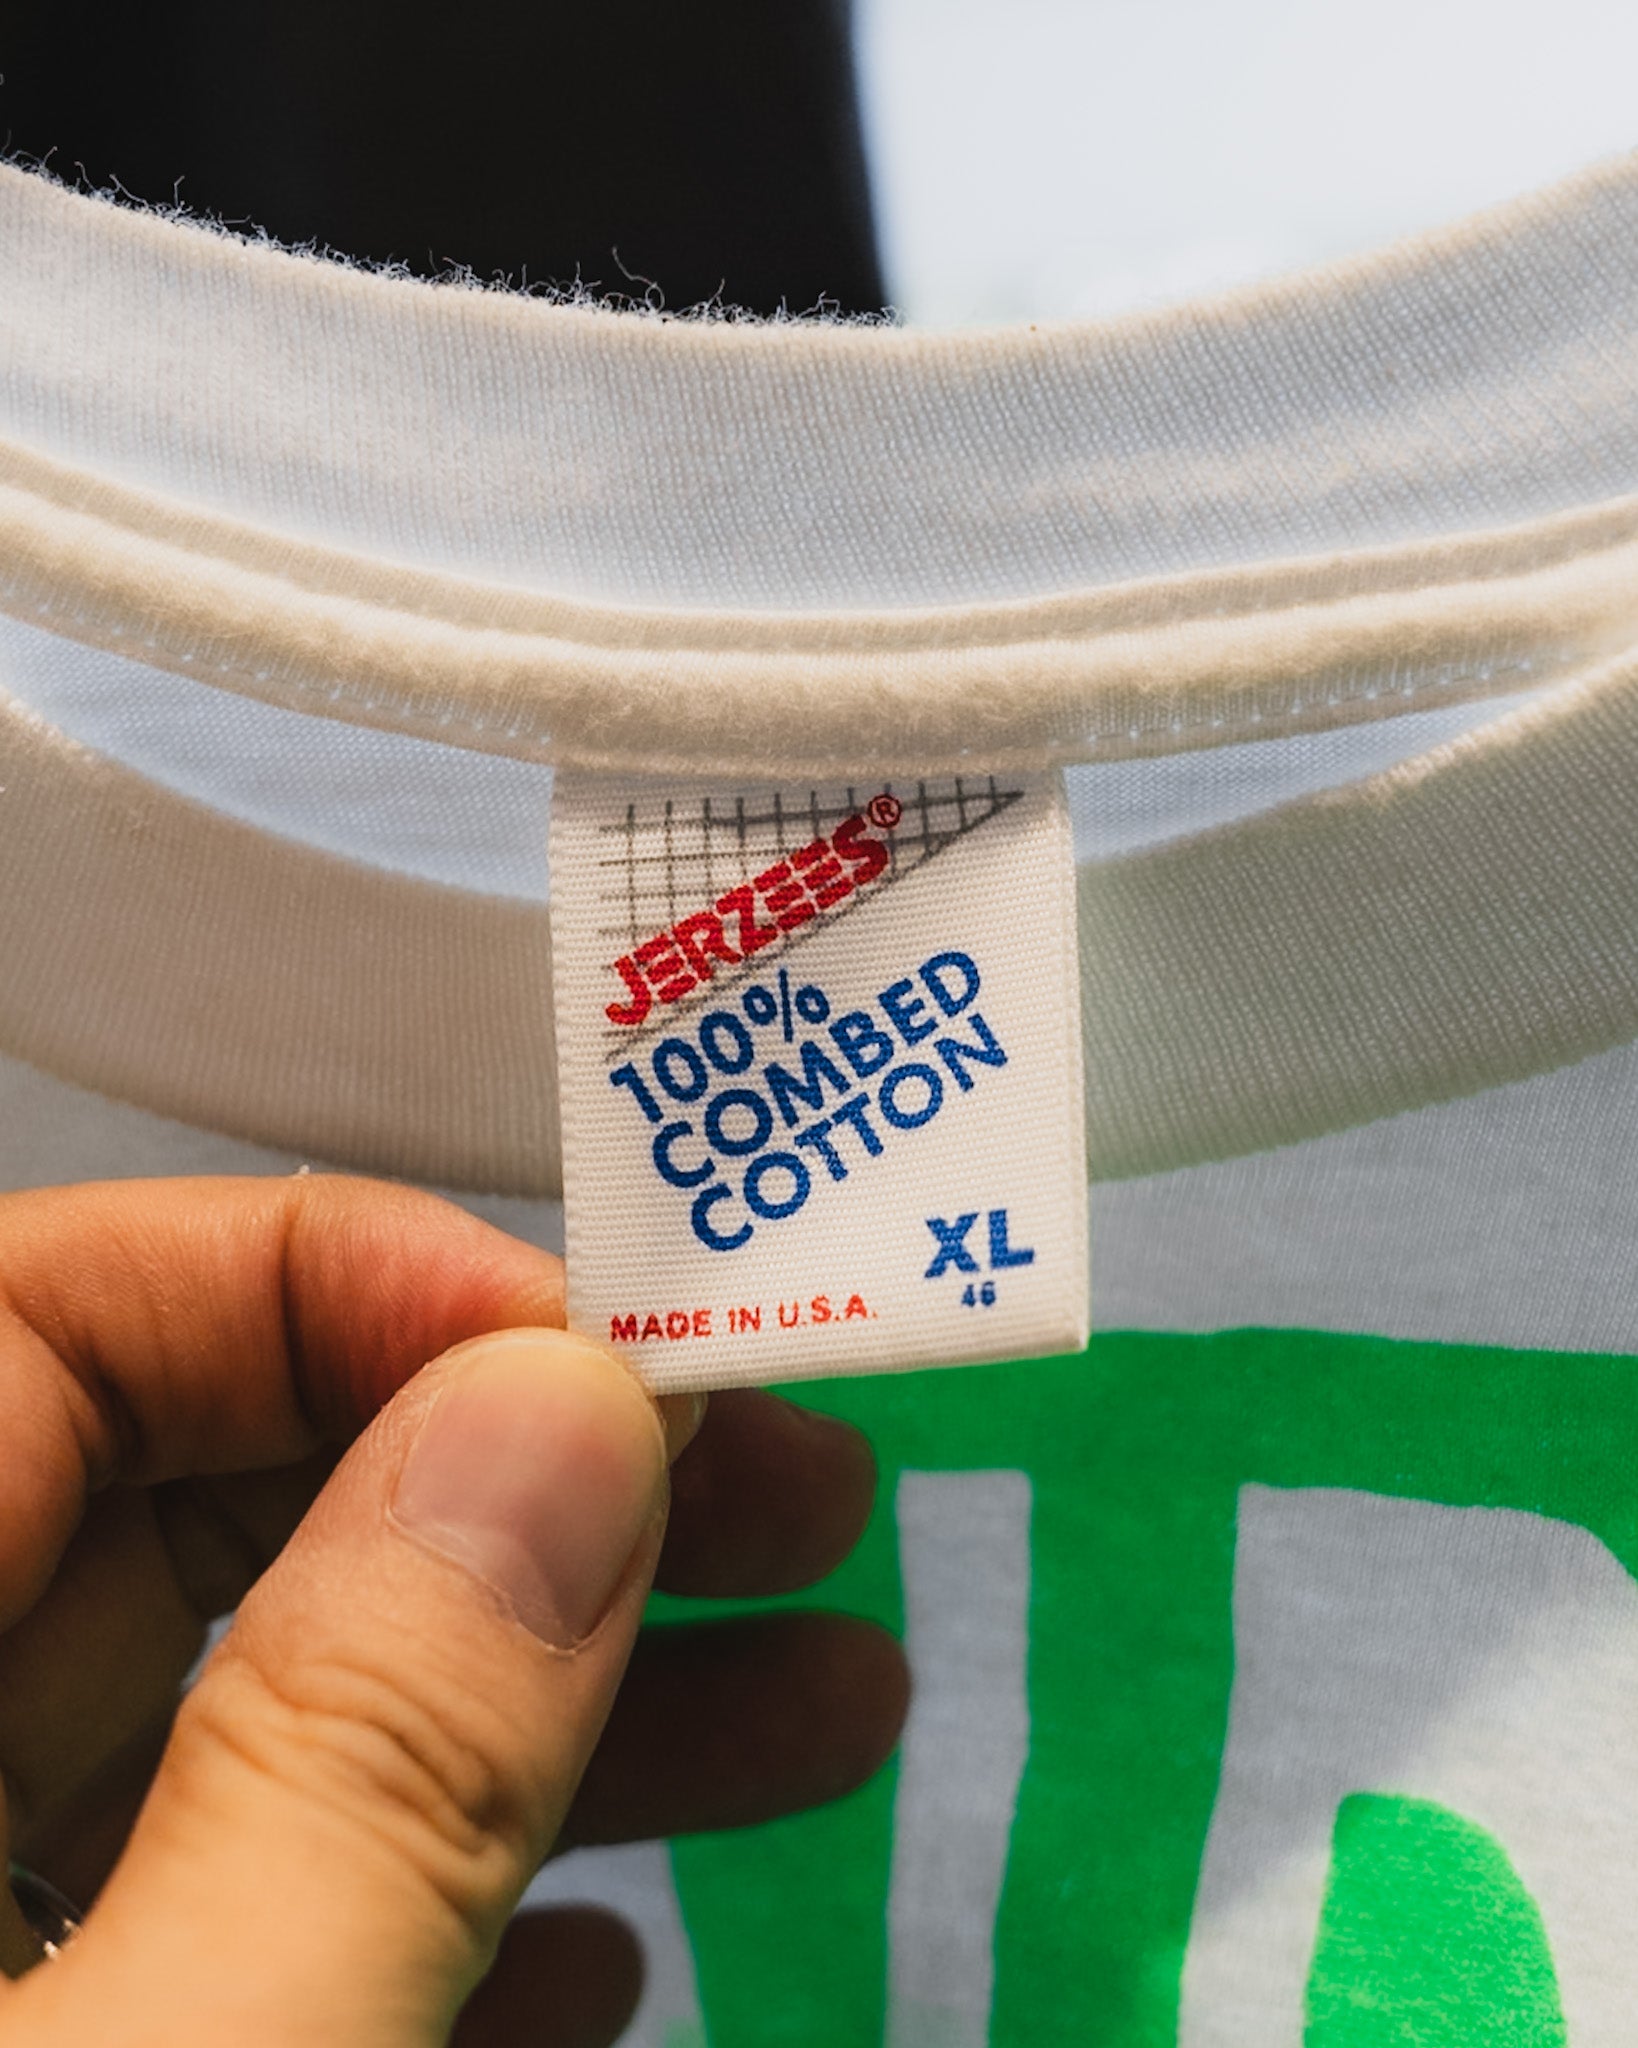 JERZEES®
100%
COMBED
COTTON
XL
46
MADE IN U.S.A.